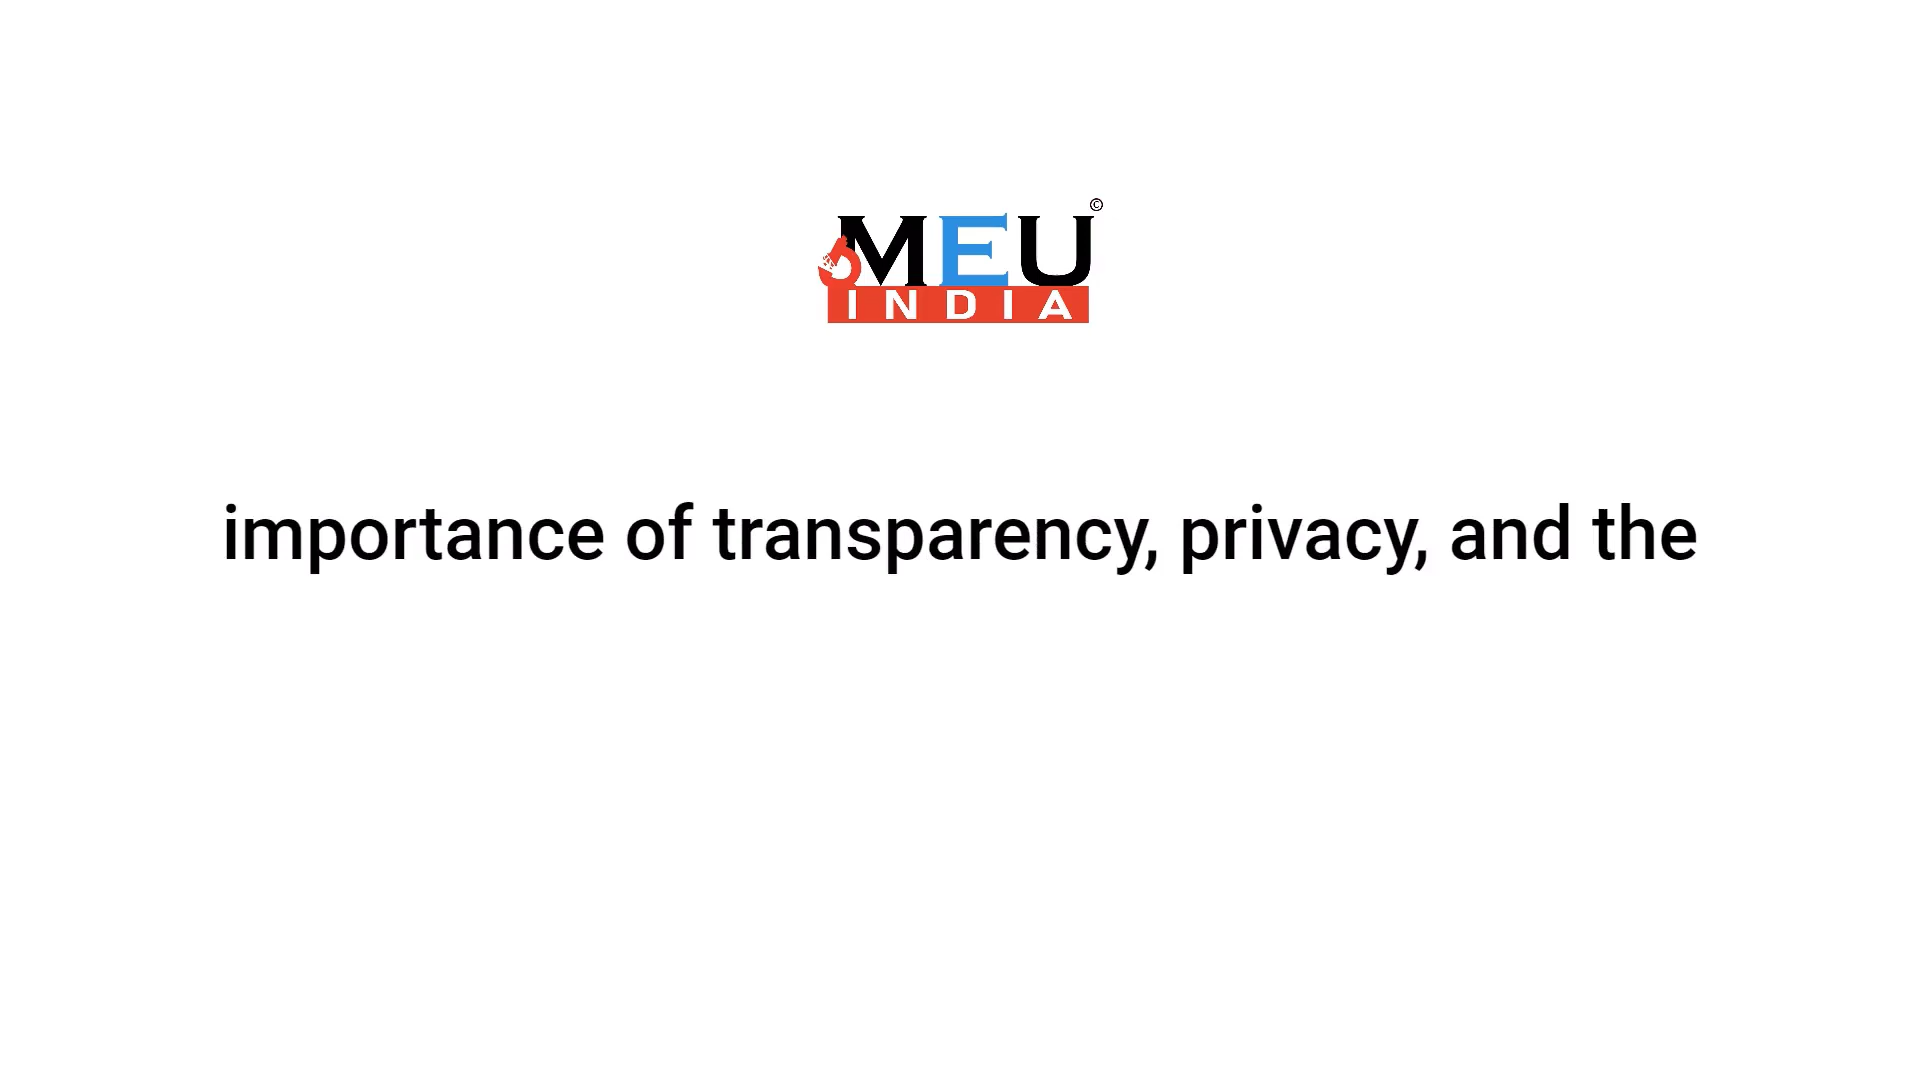 MEU
©
INDIA
importance of transparency, privacy, and the